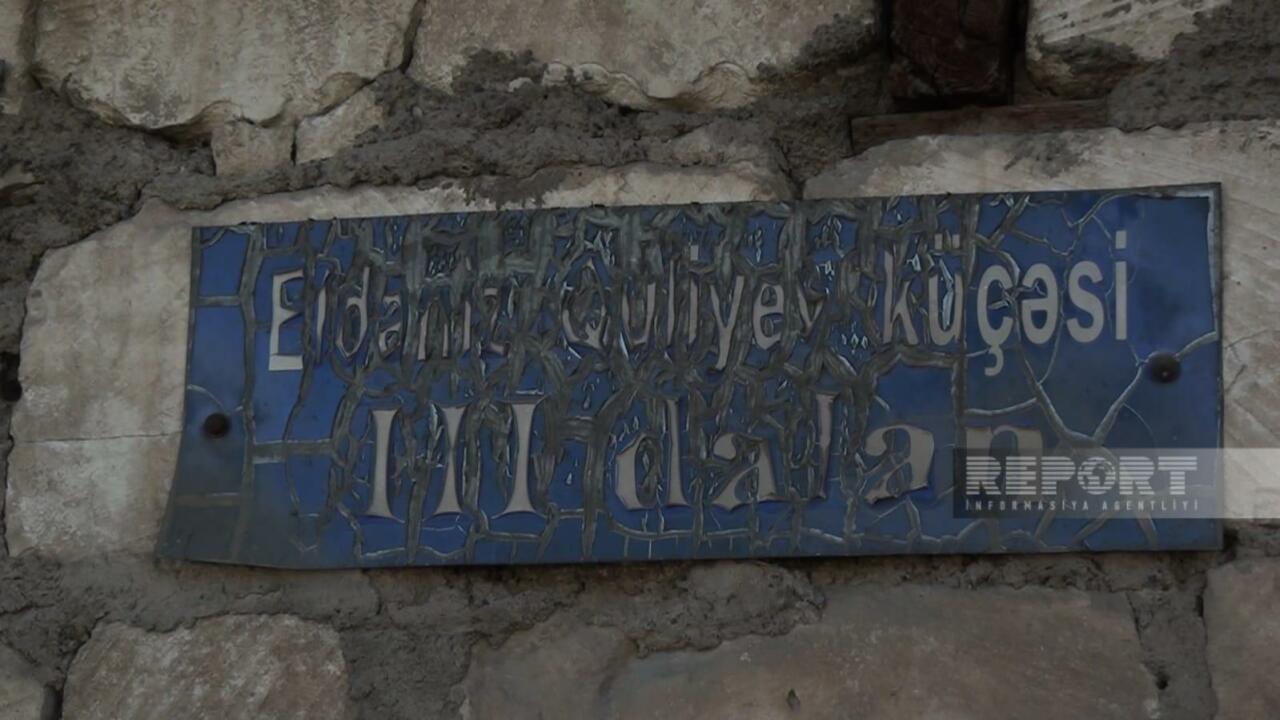 Eldəniz Quliyev küçəsi
III dalan
REPORT
İNFORMASİYA AGENTLİYİ